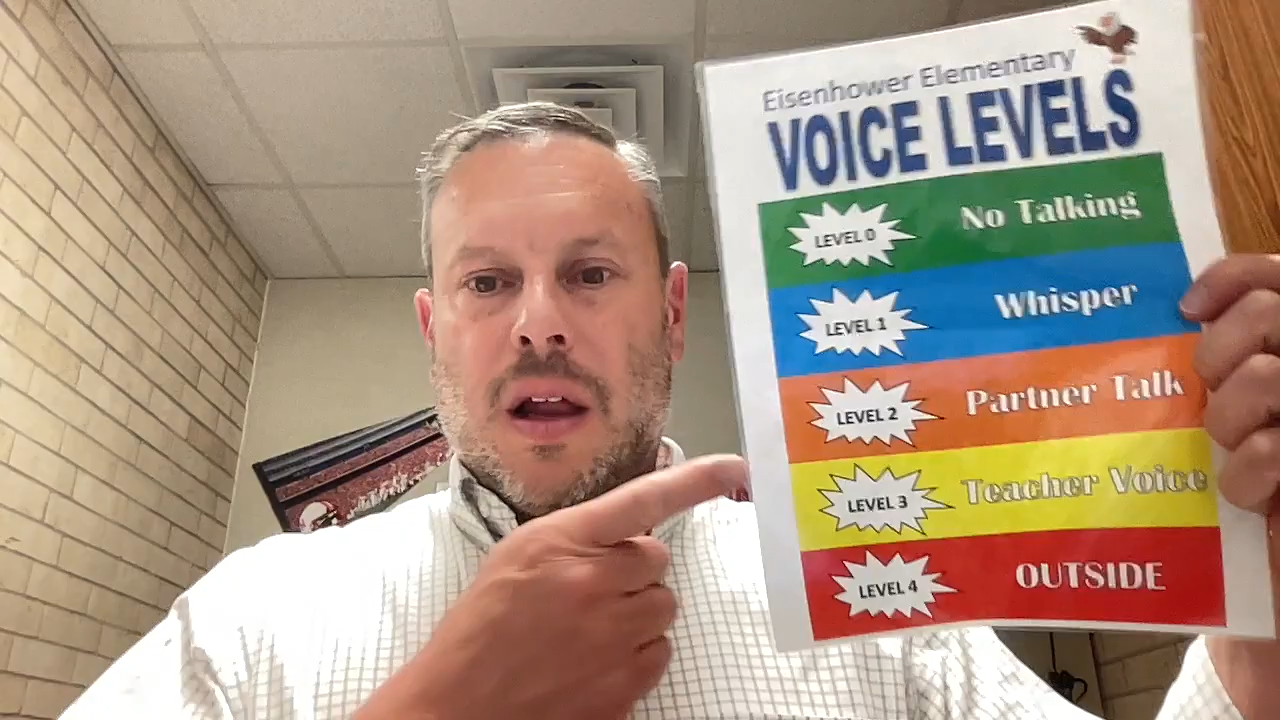 Eisenhower Elementary
VOICE LEVELS
LEVEL 0 No Talking
LEVEL 1 Whisper
LEVEL 2 Partner Talk
LEVEL 3 Teacher Voice
LEVEL 4 OUTSIDE